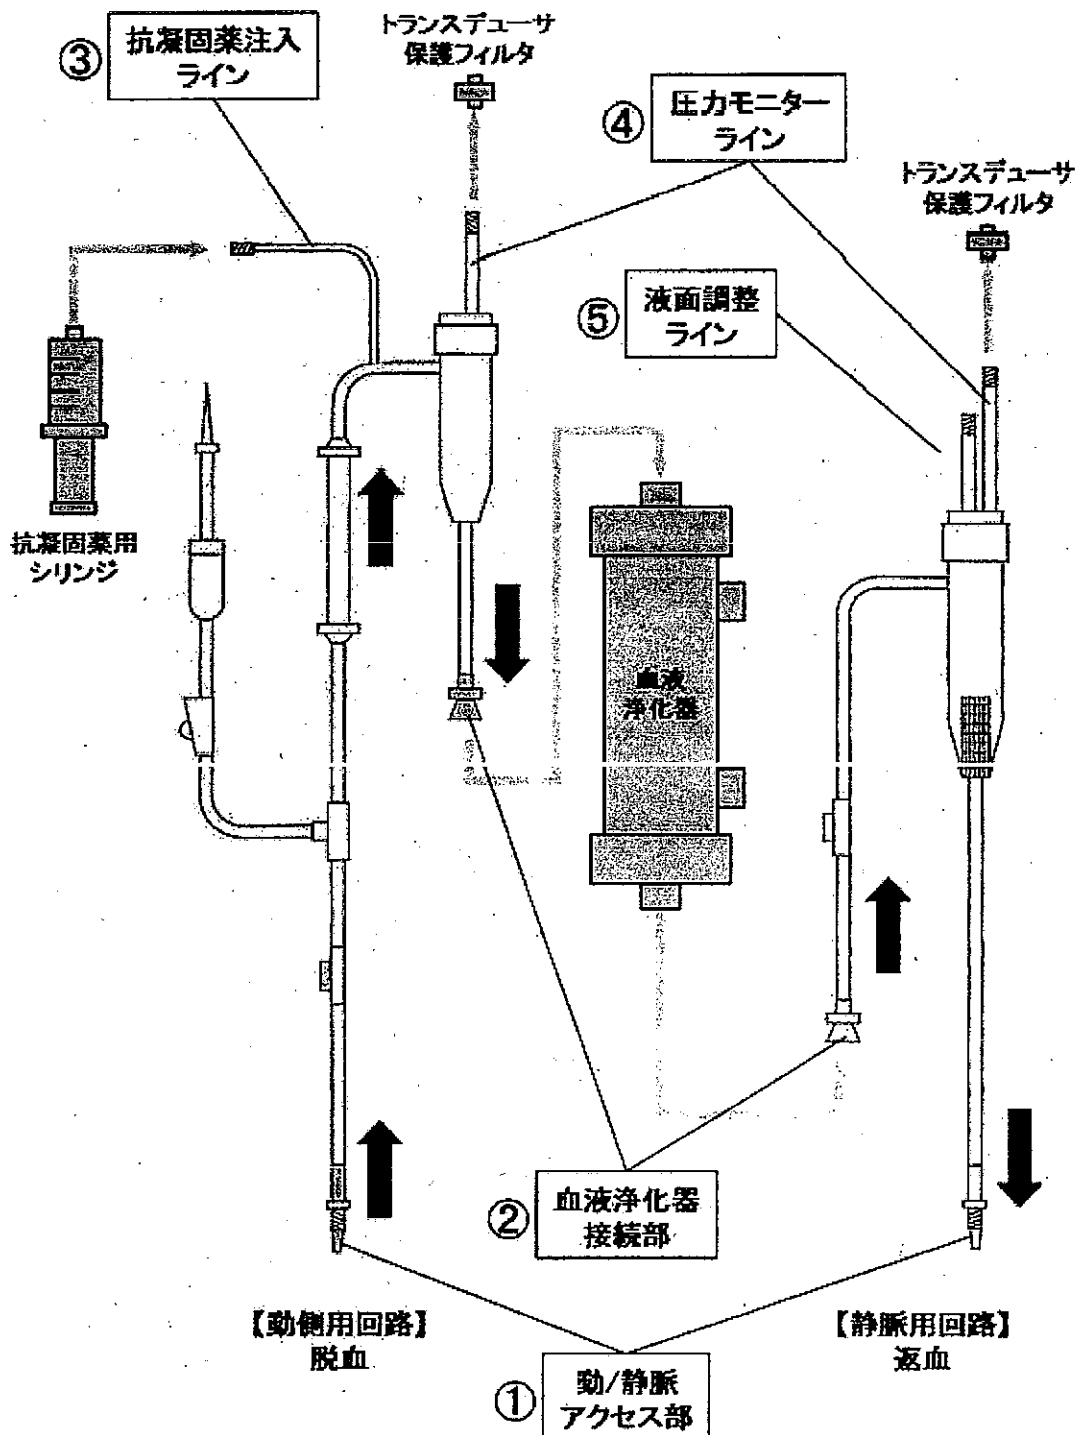 ③
抗凝固薬注入
ライン
トランスデューサ
保護フィルタ
④
圧力モニター
ライン
トランスデューサ
保護フィルタ
⑤
液面調整
ライン
抗凝固薬用
シリンジ
血液
浄化器
②
血液浄化器
接続部
【動側用回路】
脱血
【静脈用回路】
返血
①
動/静脈
アクセス部